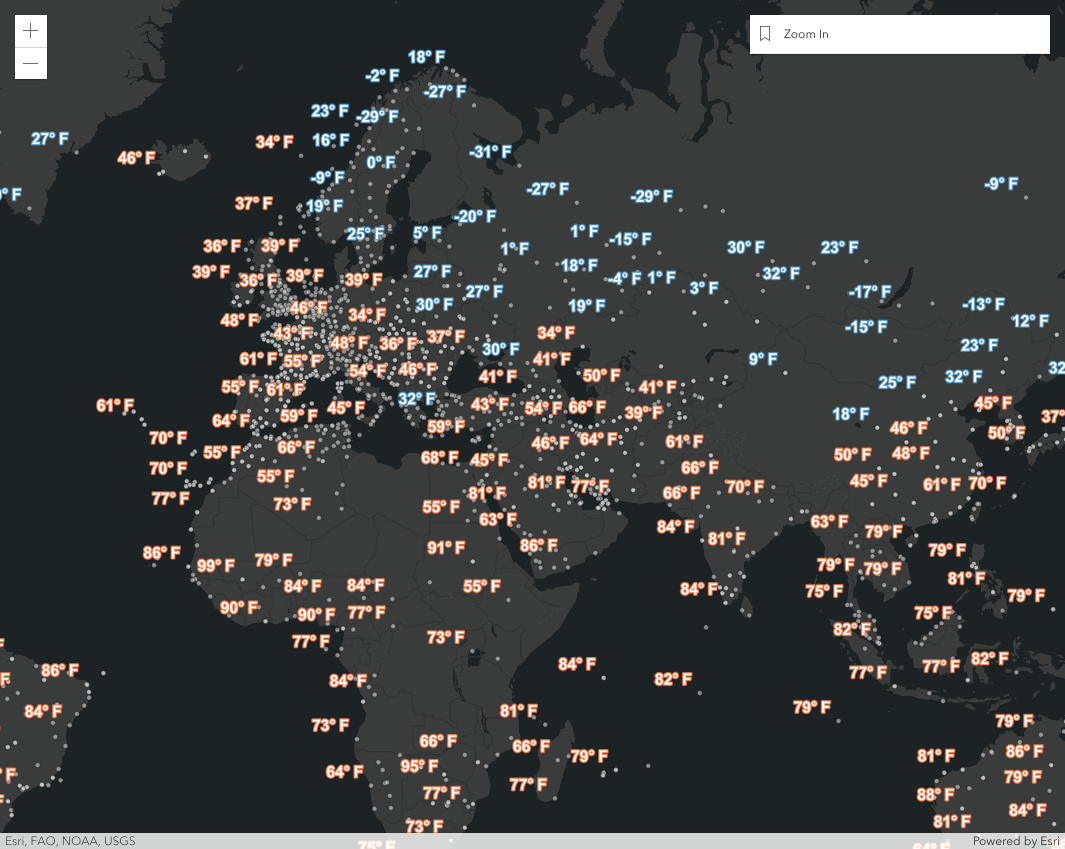 Zoom In
18° F
-2° F
-27° F
23° F
-29° F
27° F
34° F
16° F
46° F
-31° F
0° F
-9° F
-27° F
-9° F
-29° F
37° F
19° F
-20° F
25° F
5° F
1° F
-15° F
36° F
39° F
1° F
30° F
23° F
39° F
36° F
39° F
39° F
27° F
18° F
-4° F
1° F
32° F
3° F
27° F
-17° F
46° F
30° F
19° F
-13° F
48° F
34° F
12° F
43° F
48° F
36° F
37° F
34° F
-15° F
30° F
23° F
61° F
55° F
41° F
9° F
54° F
46° F
41° F
50° F
32° F
32
55° F
61° F
41° F
25° F
61° F
45° F
32° F
43° F
54° F
66° F
39° F
18° F
45° F
37°
64° F
59° F
59° F
46° F
50° F
70° F
55° F
66° F
46° F
64° F
61° F
50° F
48° F
70° F
68° F
45° F
66° F
55° F
81° F
77° F
70° F
45° F
61° F
70° F
77° F
73° F
55° F
81° F
66° F
63° F
84° F
63° F
86° F
91° F
86° F
81° F
79° F
99° F
79° F
79° F
79° F
79° F
81° F
84° F
84° F
55° F
84° F
75° F
79° F
90° F
90° F
77° F
75° F
77° F
73° F
82° F
86° F
84° F
84° F
82° F
77° F
77° F
82° F
84° F
73° F
81° F
79° F
79° F
66° F
66° F
79° F
81° F
86° F
64° F
95° F
79° F
77° F
77° F
88° F
84° F
73° F
81° F
Esri, FAO, NOAA, USGS
Powered by Esri